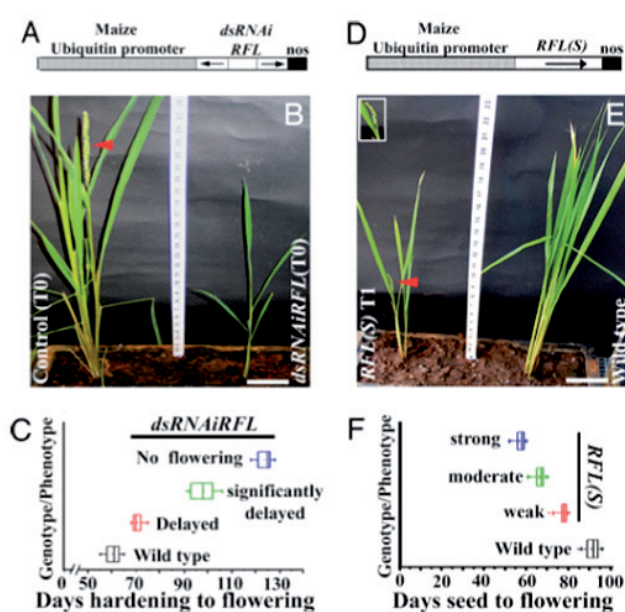 A
Maize
Ubiquitin promoter
dsRNAi
RFL
nos
D
Maize
Ubiquitin promoter
RFL(S)
nos
B
Control (T0)
dsRNAiRFL(T0)
E
RFL(S) T1
Wild type
C
dsRNAiRFL
No flowering
significantly
delayed
Delayed
Wild type
Genotype/Phenotype
40 50 70 90 110 130
Days hardening to flowering
F
strong
moderate
weak
Wild type
RFL(S)
Genotype/Phenotype
0 20 40 60 80 100
Days seed to flowering